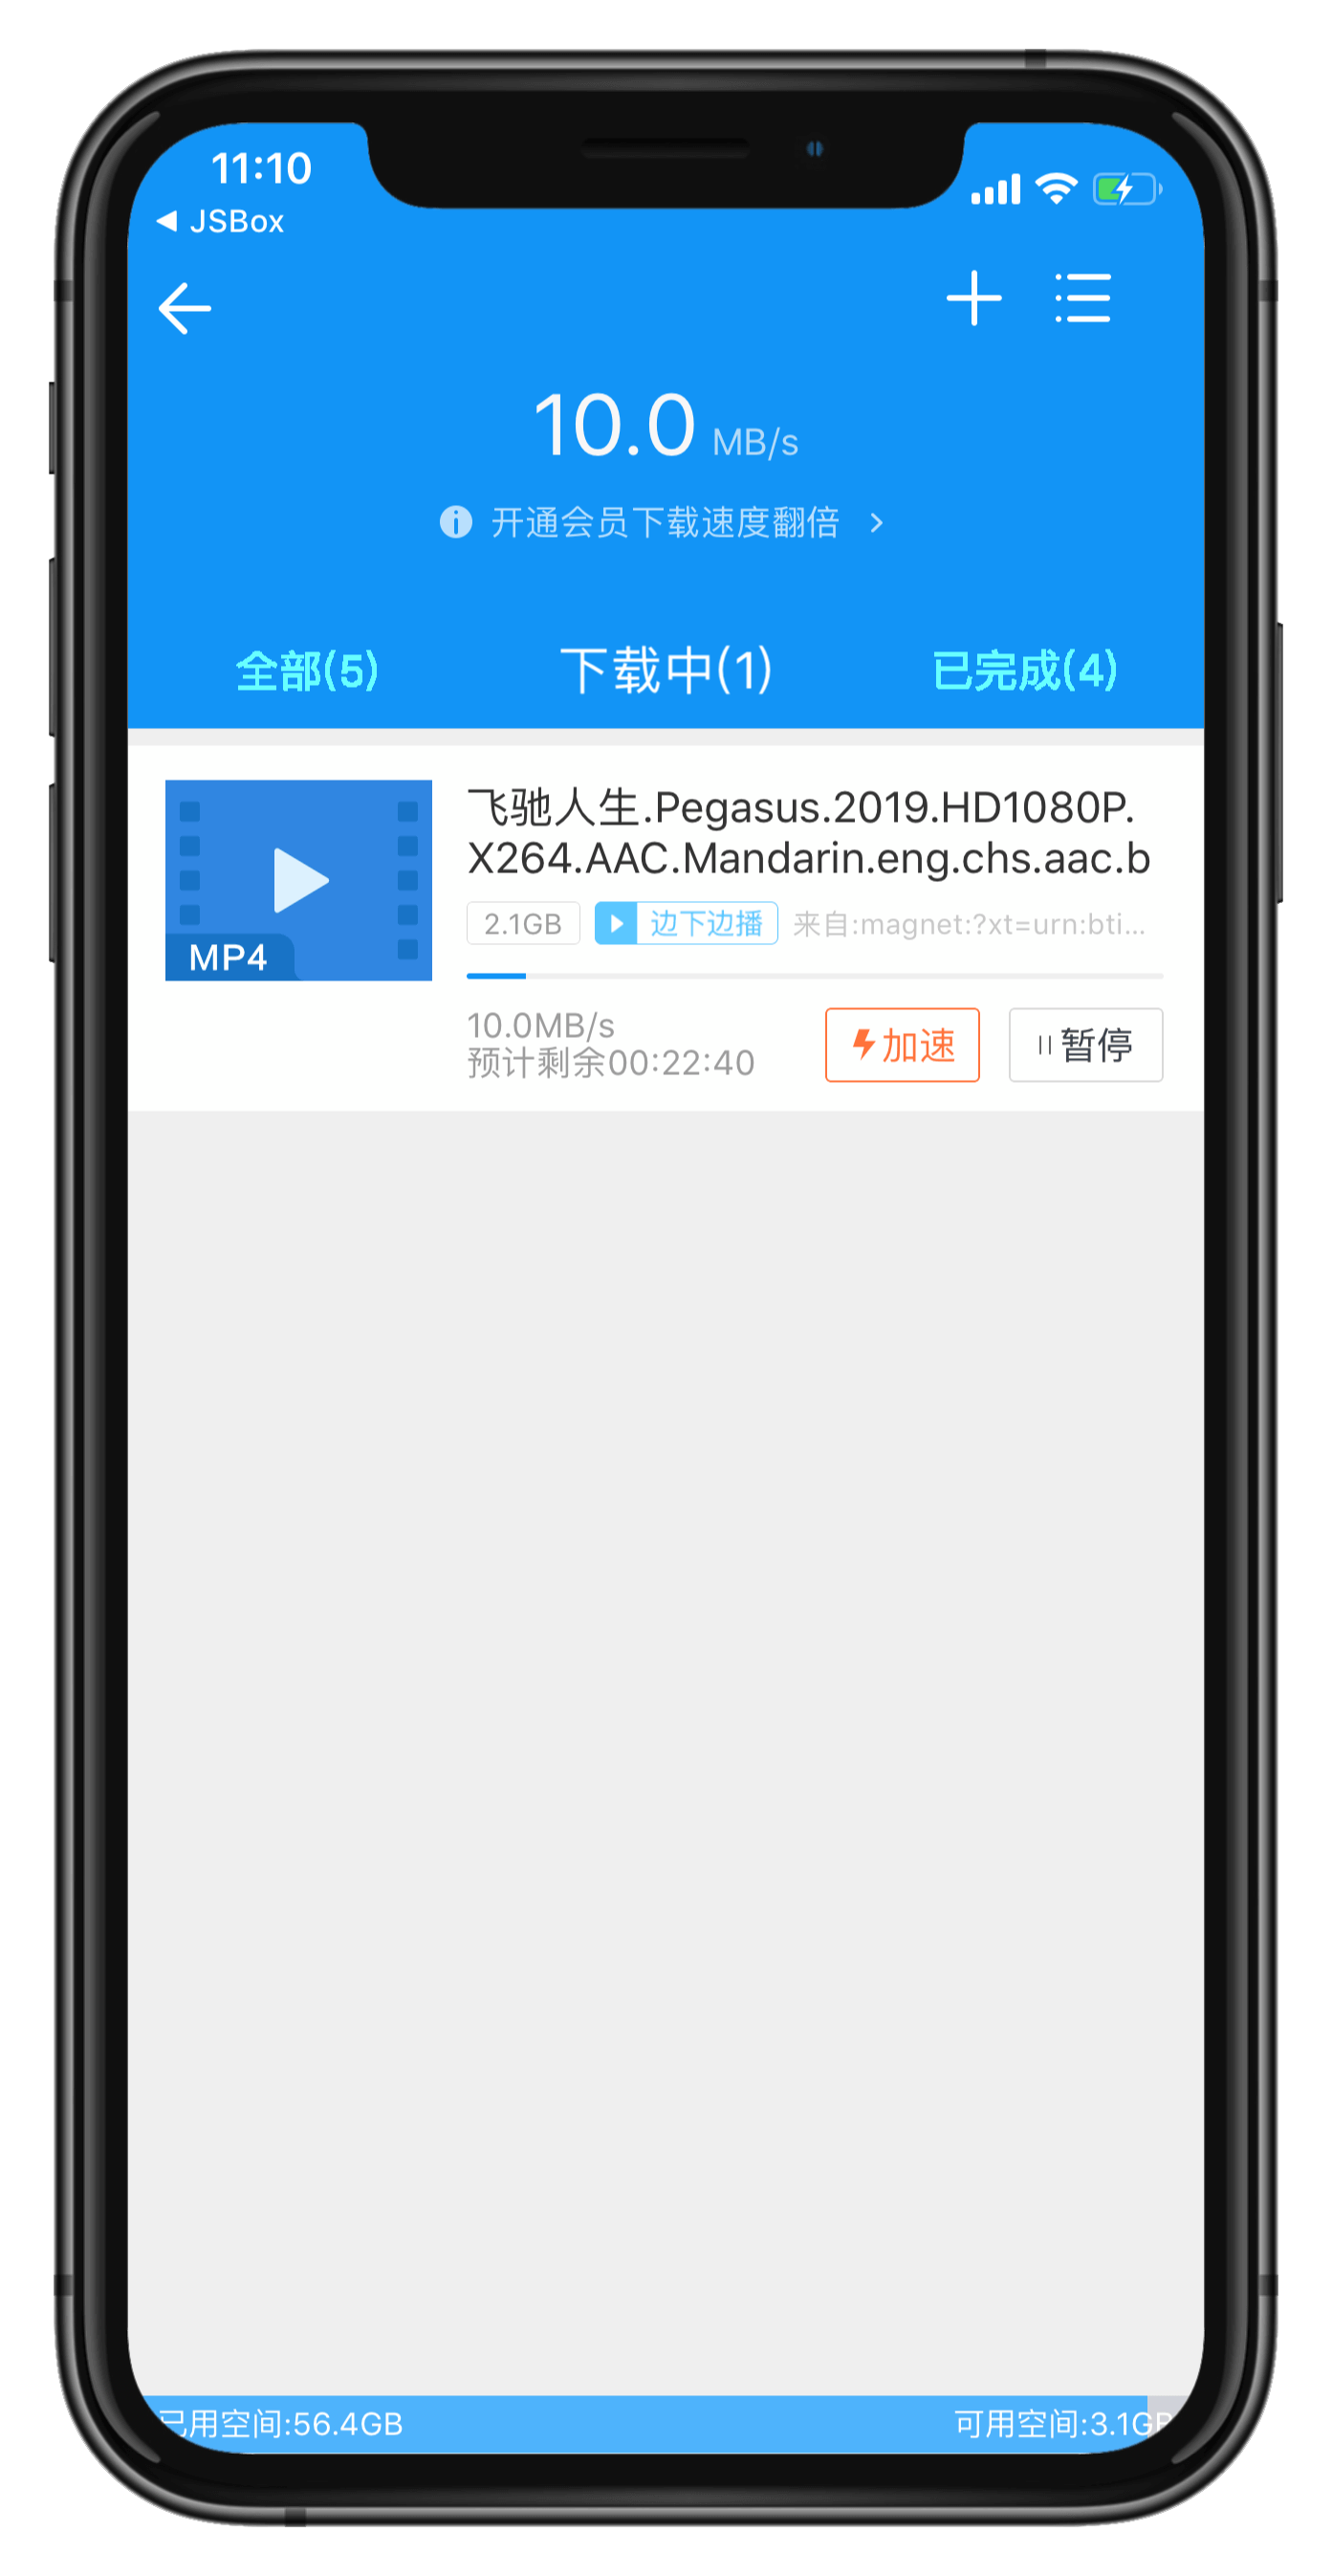 11:10
◀ JSBox
10.0 MB/s
开通会员下载速度翻倍
全部(5) 下载中(1) 已完成(4)
飞驰人生.Pegasus.2019.HD1080P.
X264.AAC.Mandarin.eng.chs.aac.b
MP4
2.1GB 边下边播 来自:magnet:?xt=urn:bti...
10.0MB/s
预计剩余00:22:40
加速 暂停
已用空间:56.4GB 可用空间:3.1GB